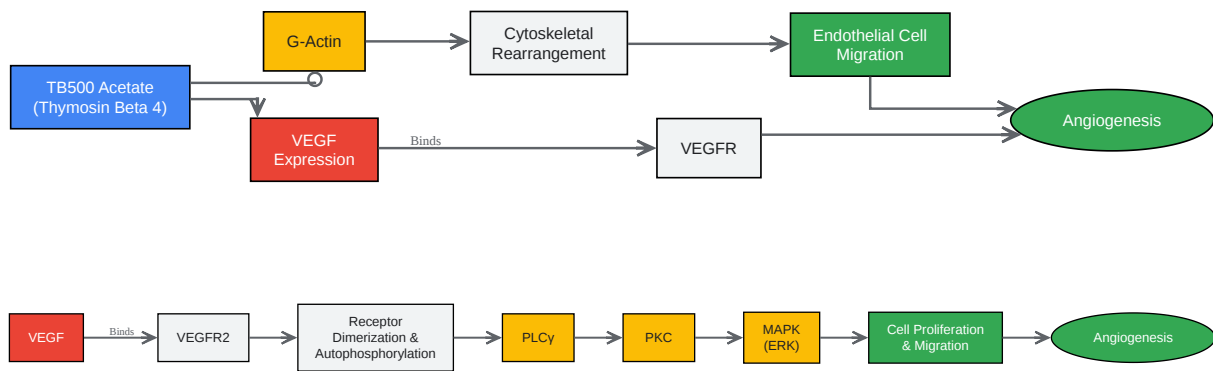 G-Actin
Cytoskeletal
Rearrangement
Endothelial Cell
Migration
TB500 Acetate
(Thymosin Beta 4)
VEGF
Expression
Binds
VEGFR
Angiogenesis
VEGF
Binds
VEGFR2
Receptor
Dimerization &
Autophosphorylation
PLCγ
PKC
MAPK
(ERK)
Cell Proliferation
& Migration
Angiogenesis